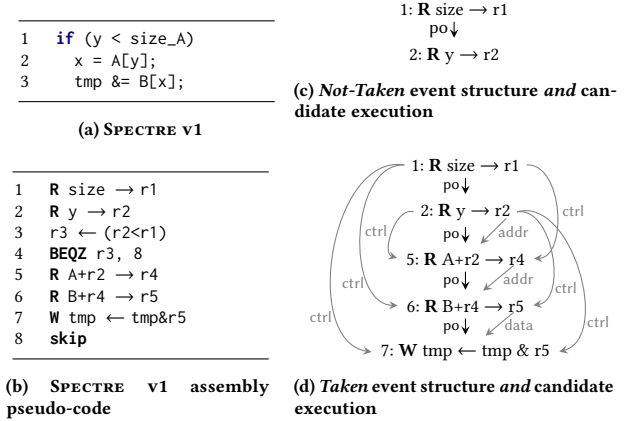 1 if (y < size_A)
2 x = A[y];
3 tmp &= B[x];
(a) SPECTRE V1
1 R size → r1
2 R y → r2
3 r3 ← (r2<r1)
4 BEQZ r3, 8
5 R A+r2 → r4
6 R B+r4 → r5
7 W tmp ← tmp&r5
8 skip
(b) SPECTRE V1 assembly
pseudo-code
1: R size → r1
po
2: R y → r2
(c) Not-Taken event structure and can-
didate execution
1: R size → r1
po
2: R y → r2
ctrl
ctrl
po
addr
5: R A+r2 → r4
po
addr
ctrl
ctrl
6: R B+r4 → r5
ctrl
po
data
ctrl
7: W tmp ← tmp & r5
(d) Taken event structure and candidate
execution